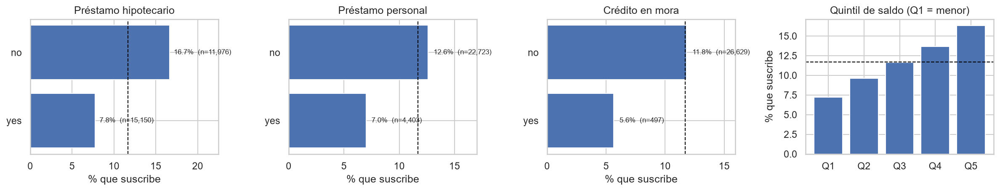 Préstamo hipotecario
no
yes
16.7%  (n=11,976)
7.8%  (n=15,150)
0 5 10 15 20
% que suscribe
Préstamo personal
no
yes
12.6%  (n=22,723)
7.0%  (n=4,403)
0 5 10 15
% que suscribe
Crédito en mora
no
yes
11.8%  (n=26,629)
5.6%  (n=497)
0 5 10 15
% que suscribe
Quintil de saldo (Q1 = menor)
% que suscribe
15.0
12.5
10.0
7.5
5.0
2.5
0.0
Q1 Q2 Q3 Q4 Q5